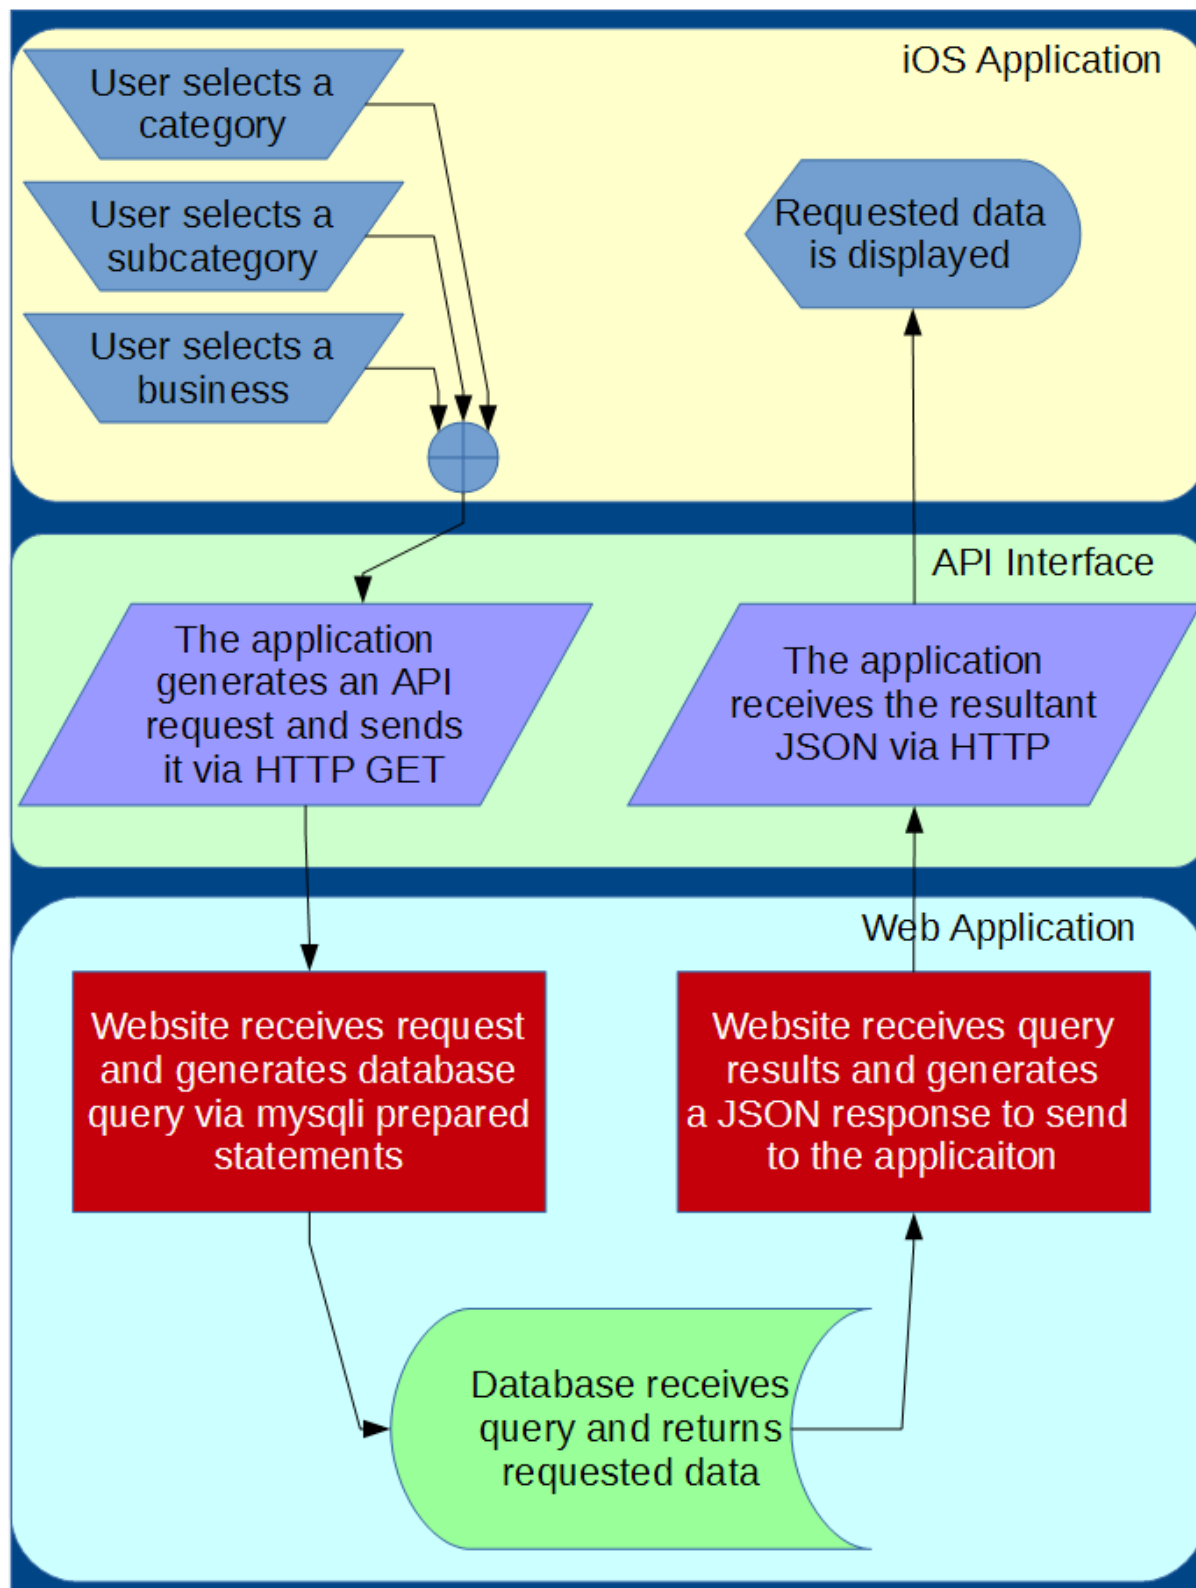 iOS Application
User selects a
category
User selects a
subcategory
User selects a
business
Requested data
is displayed
API Interface
The application
generates an API
request and sends
it via HTTP GET
The application
receives the resultant
JSON via HTTP
Web Application
Website receives request
and generates database
query via mysqli prepared
statements
Website receives query
results and generates
a JSON response to send
to the applicaiton
Database receives
query and returns
requested data